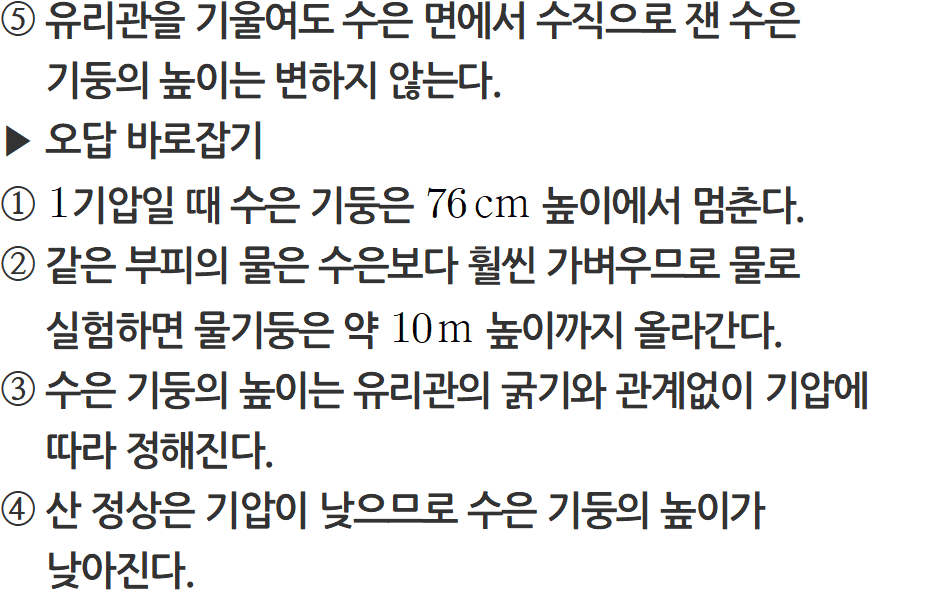 ⑤ 유리관을 기울여도 수은 면에서 수직으로 잰 수은
기둥의 높이는 변하지 않는다.
▶ 오답 바로잡기
① 1기압일 때 수은 기둥은 76 cm 높이에서 멈춘다.
② 같은 부피의 물은 수은보다 훨씬 가벼우므로 물로
실험하면 물기둥은 약 10 m 높이까지 올라간다.
③ 수은 기둥의 높이는 유리관의 굵기와 관계없이 기압에
따라 정해진다.
④ 산 정상은 기압이 낮으므로 수은 기둥의 높이가
낮아진다.